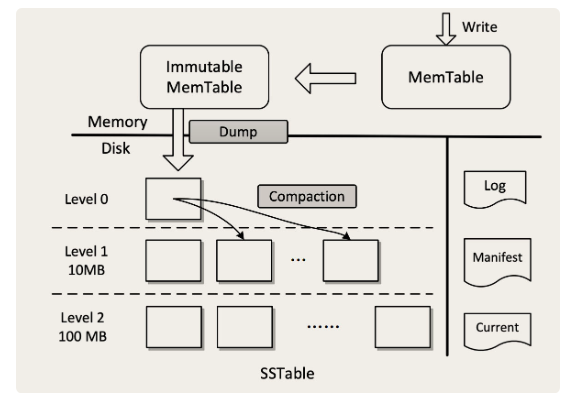 Write
Immutable
MemTable
MemTable
Memory
Dump
Disk
Level 0
Compaction
Log
Level 1
10MB
...
Manifest
Level 2
100 MB
......
Current
SSTable